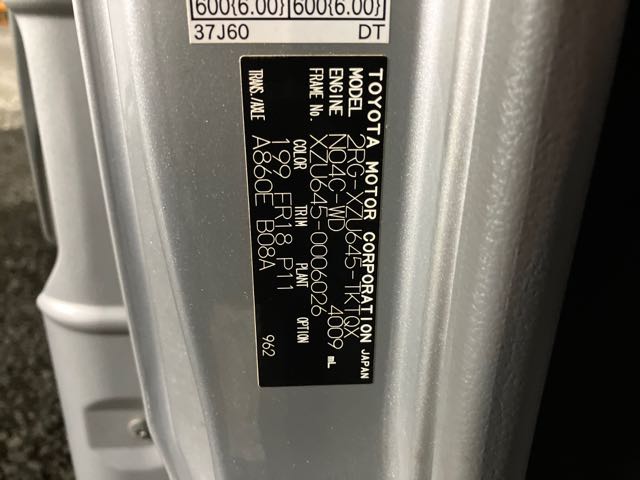 600(6.00) 600(6.00)
37J60 DT
TOYOTA MOTOR CORPORATION JAPAN
MODEL 2RG-XZU645-TKTQX
ENGINE N04C-WD 4009 mL
FRAME No. XZU645-0006026
COLOR TRIM PLANT OPTION
199 FR18 P11
TRANS./AXLE A860E B08A
962